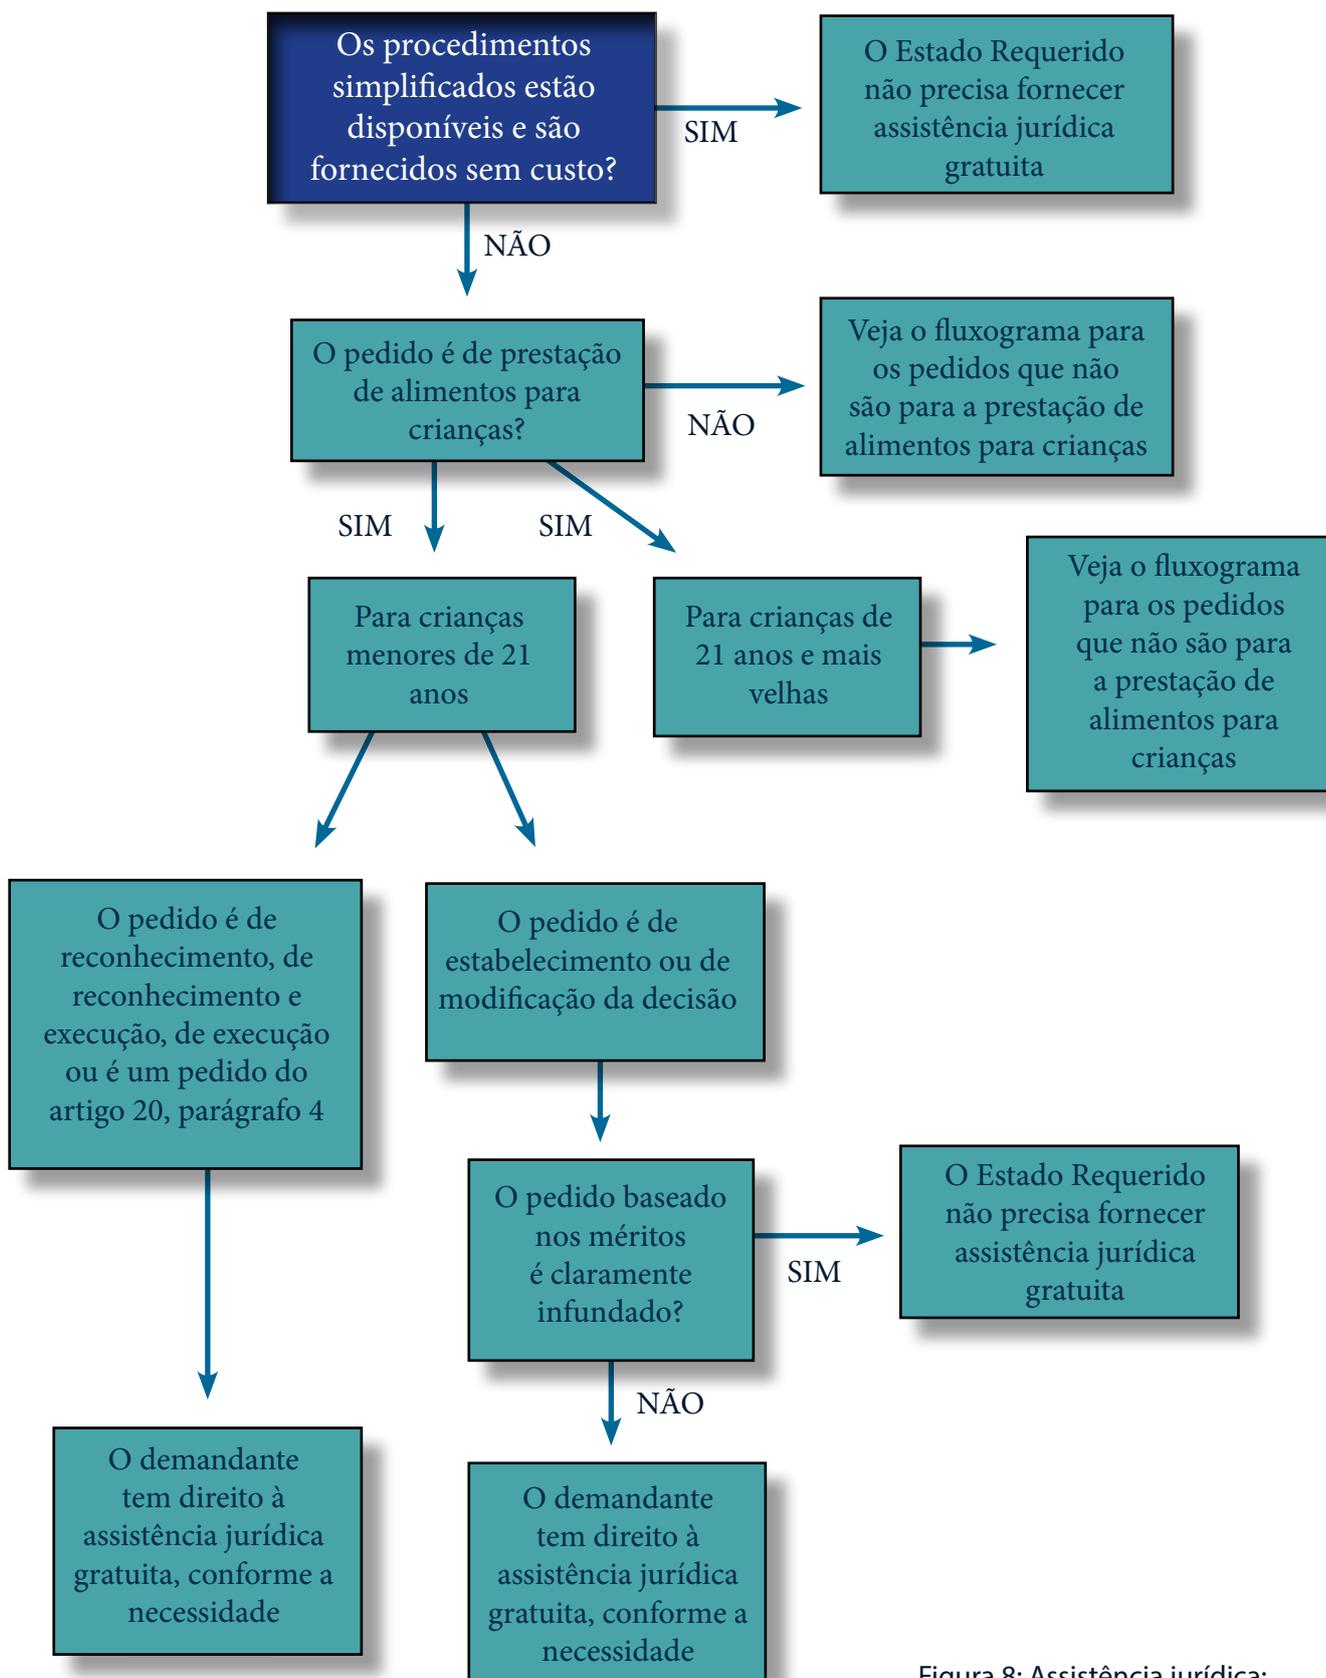 Os procedimentos
simplificados estão
disponíveis e são
fornecidos sem custo?
SIM
O Estado Requerido
não precisa fornecer
assistência jurídica
gratuita
NÃO
O pedido é de prestação
de alimentos para
crianças?
NÃO
Veja o fluxograma para
os pedidos que não
são para a prestação de
alimentos para crianças
SIM
SIM
Para crianças
menores de 21
anos
Para crianças de
21 anos e mais
velhas
Veja o fluxograma
para os pedidos
que não são para
a prestação de
alimentos para
crianças
O pedido é de
reconhecimento, de
reconhecimento e
execução, de execução
ou é um pedido do
artigo 20, parágrafo 4
O pedido é de
estabelecimento ou de
modificação da decisão
O pedido baseado
nos méritos
é claramente
infundado?
SIM
O Estado Requerido
não precisa fornecer
assistência jurídica
gratuita
NÃO
O demandante
tem direito à
assistência jurídica
gratuita, conforme a
necessidade
O demandante
tem direito à
assistência jurídica
gratuita, conforme a
necessidade
Figura 8: Assistência jurídica: